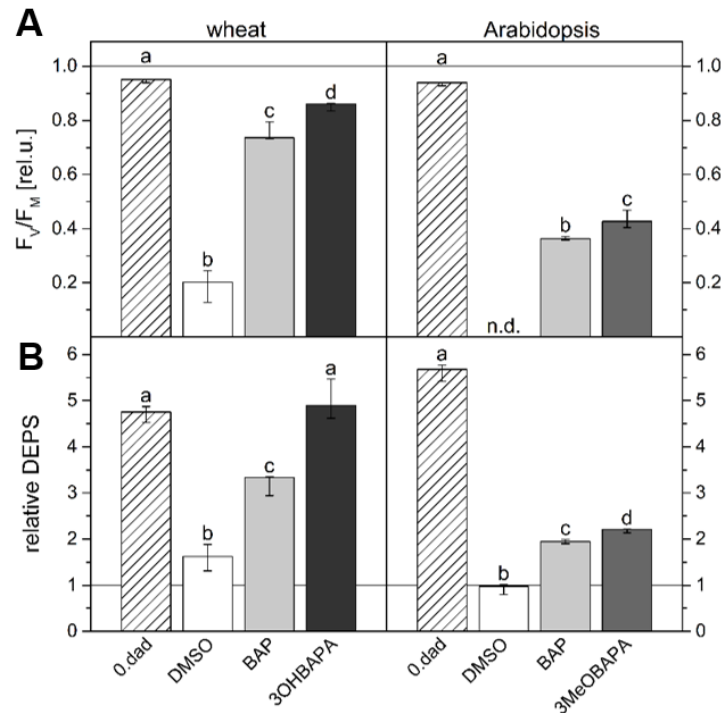 A
wheat
Arabidopsis
Fv/FM [rel.u.]
1.0
0.8
0.6
0.4
0.2
a
b
c
d
a
n.d.
b
c
1.0
0.8
0.6
0.4
0.2
B
relative DEPS
6
5
4
3
2
1
0
a
b
c
a
a
b
c
d
6
5
4
3
2
1
0
0.dad
DMSO
BAP
3OHBAPA
0.dad
DMSO
BAP
3MeOBAPA